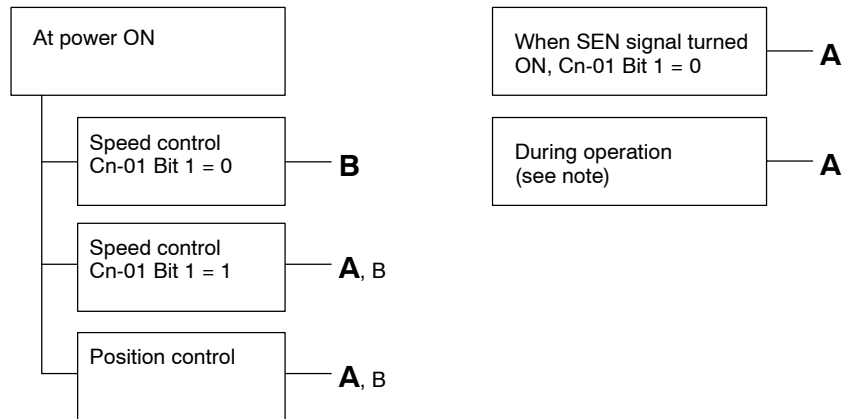 At power ON
Speed control
Cn-01 Bit 1 = 0
B
Speed control
Cn-01 Bit 1 = 1
A, B
Position control
A, B
When SEN signal turned
ON, Cn-01 Bit 1 = 0
A
During operation
(see note)
A